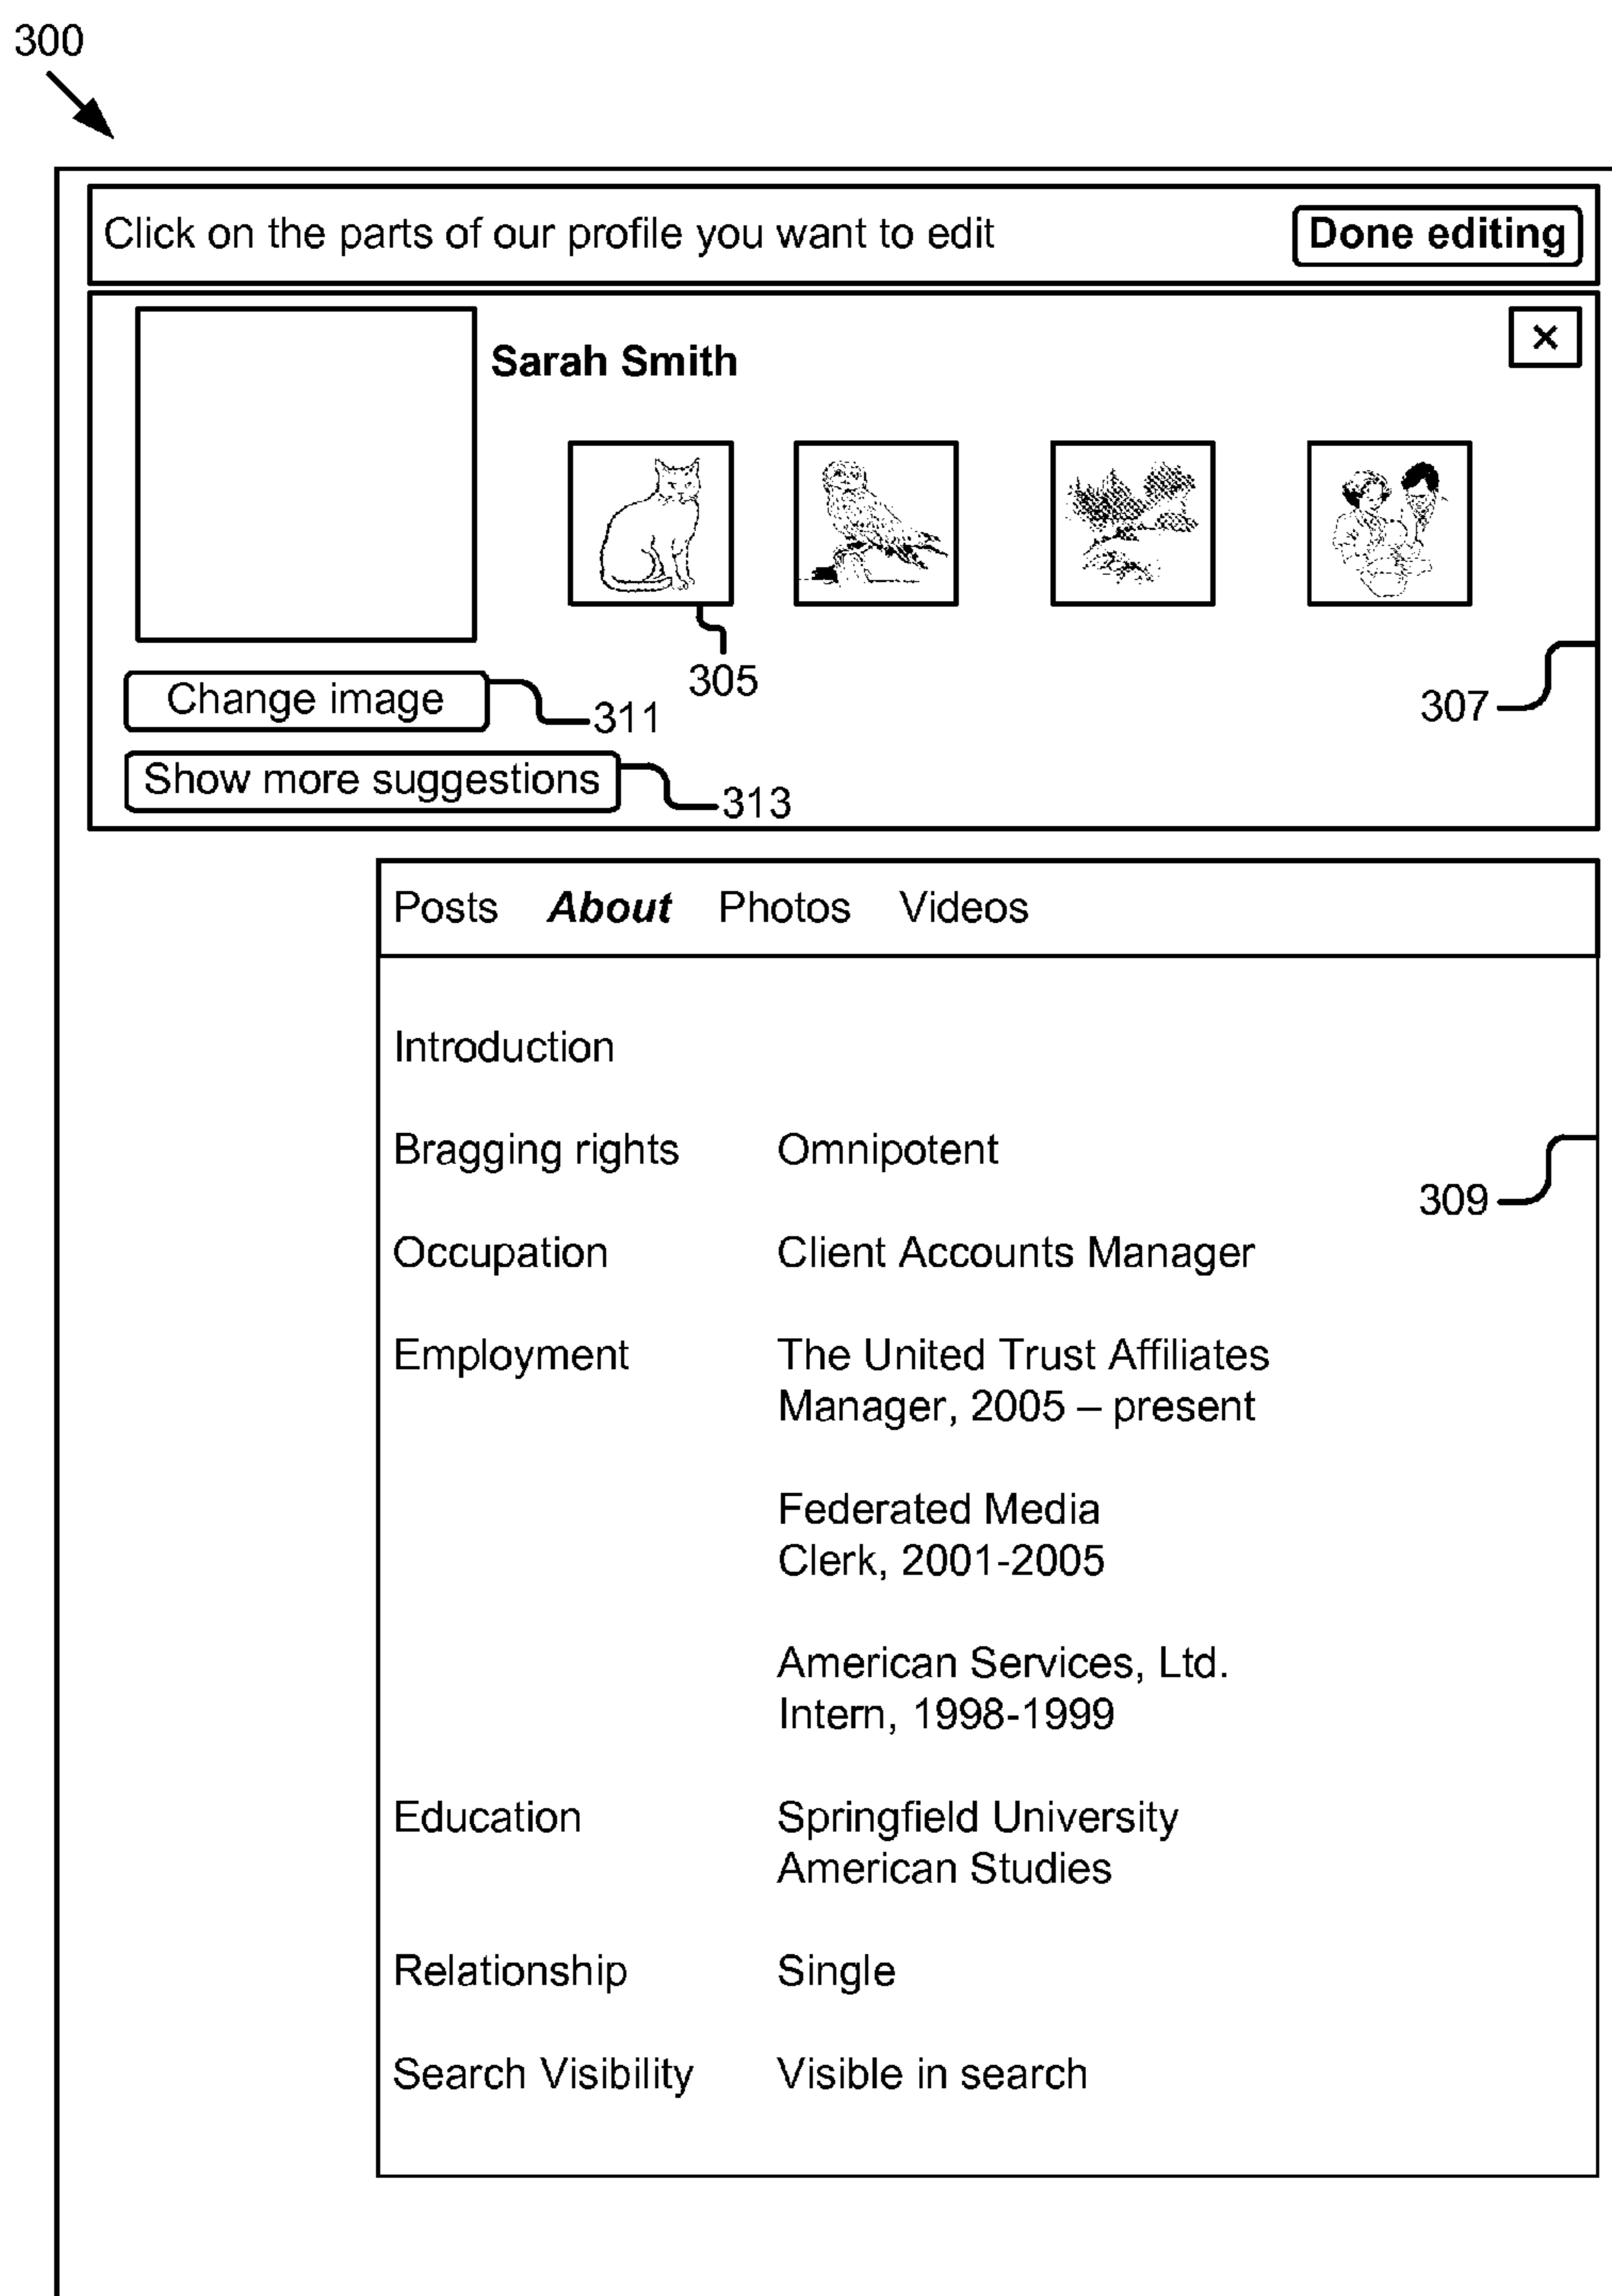 300
Click on the parts of our profile you want to edit
Done editing
×
Sarah Smith
305
307
Change image
311
Show more suggestions
313
Posts About Photos Videos
Introduction
Bragging rights Omnipotent
309
Occupation Client Accounts Manager
Employment The United Trust Affiliates
Manager, 2005 – present
Federated Media
Clerk, 2001-2005
American Services, Ltd.
Intern, 1998-1999
Education Springfield University
American Studies
Relationship Single
Search Visibility Visible in search